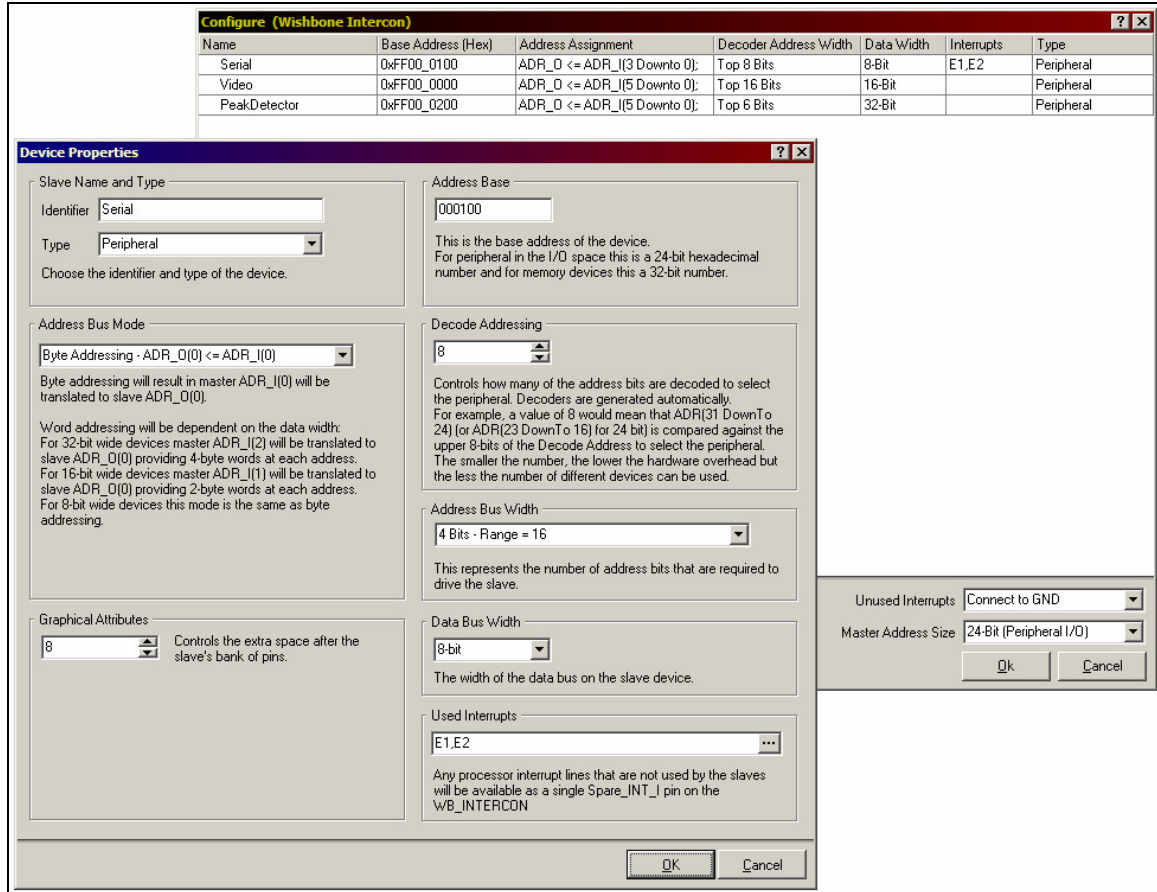 Configure (Wishbone Intercon)
Name Base Address (Hex) Address Assignment Decoder Address Width Data Width Interrupts Type
Serial 0xFF00_0100 ADR_O <= ADR_I(3 Downto 0); Top 8 Bits 8-Bit E1,E2 Peripheral
Video 0xFF00_0000 ADR_O <= ADR_I(5 Downto 0); Top 16 Bits 16-Bit Peripheral
PeakDetector 0xFF00_0200 ADR_O <= ADR_I(5 Downto 0); Top 6 Bits 32-Bit Peripheral
Device Properties
Slave Name and Type
Identifier Serial
Type Peripheral
Choose the identifier and type of the device.
Address Base
000100
This is the base address of the device.
For peripheral in the I/O space this is a 24-bit hexadecimal
number and for memory devices this a 32-bit number.
Address Bus Mode
Byte Addressing - ADR_O(0) <= ADR_I(0)
Byte addressing will result in master ADR_I(0) will be
translated to slave ADR_O(0).
Word addressing will be dependent on the data width:
For 32-bit wide devices master ADR_I(2) will be translated to
slave ADR_O(0) providing 4-byte words at each address.
For 16-bit wide devices master ADR_I(1) will be translated to
slave ADR_O(0) providing 2-byte words at each address.
For 8-bit wide devices this mode is the same as byte
addressing.
Decode Addressing
8
Controls how many of the address bits are decoded to select
the peripheral. Decoders are generated automatically.
For example, a value of 8 would mean that ADR(31 DownTo
24) (or ADR(23 DownTo 16) for 24 bit) is compared against the
upper 8-bits of the Decode Address to select the peripheral.
The smaller the number, the lower the hardware overhead but
the less the number of different devices can be used.
Address Bus Width
4 Bits - Range = 16
This represents the number of address bits that are required to
drive the slave.
Graphical Attributes
8
Controls the extra space after the
slave's bank of pins.
Data Bus Width
8-bit
The width of the data bus on the slave device.
Used Interrupts
E1,E2
Any processor interrupt lines that are not used by the slaves
will be available as a single Spare_INT_I pin on the
WB_INTERCON
OK Cancel
Unused Interrupts Connect to GND
Master Address Size 24-Bit (Peripheral I/O)
Ok Cancel